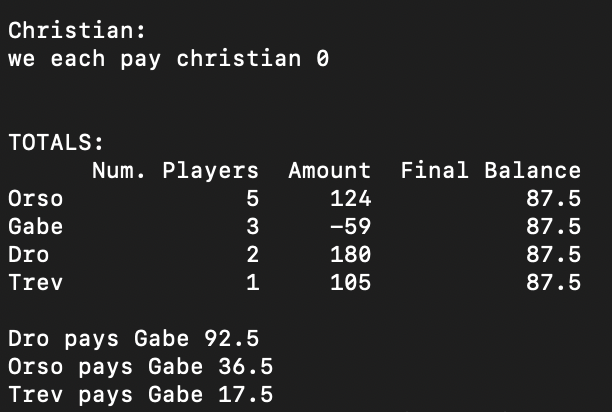 Christian:
we each pay christian 0
TOTALS:
Num. Players Amount Final Balance
Orso 5 124 87.5
Gabe 3 -59 87.5
Dro 2 180 87.5
Trev 1 105 87.5
Dro pays Gabe 92.5
Orso pays Gabe 36.5
Trev pays Gabe 17.5